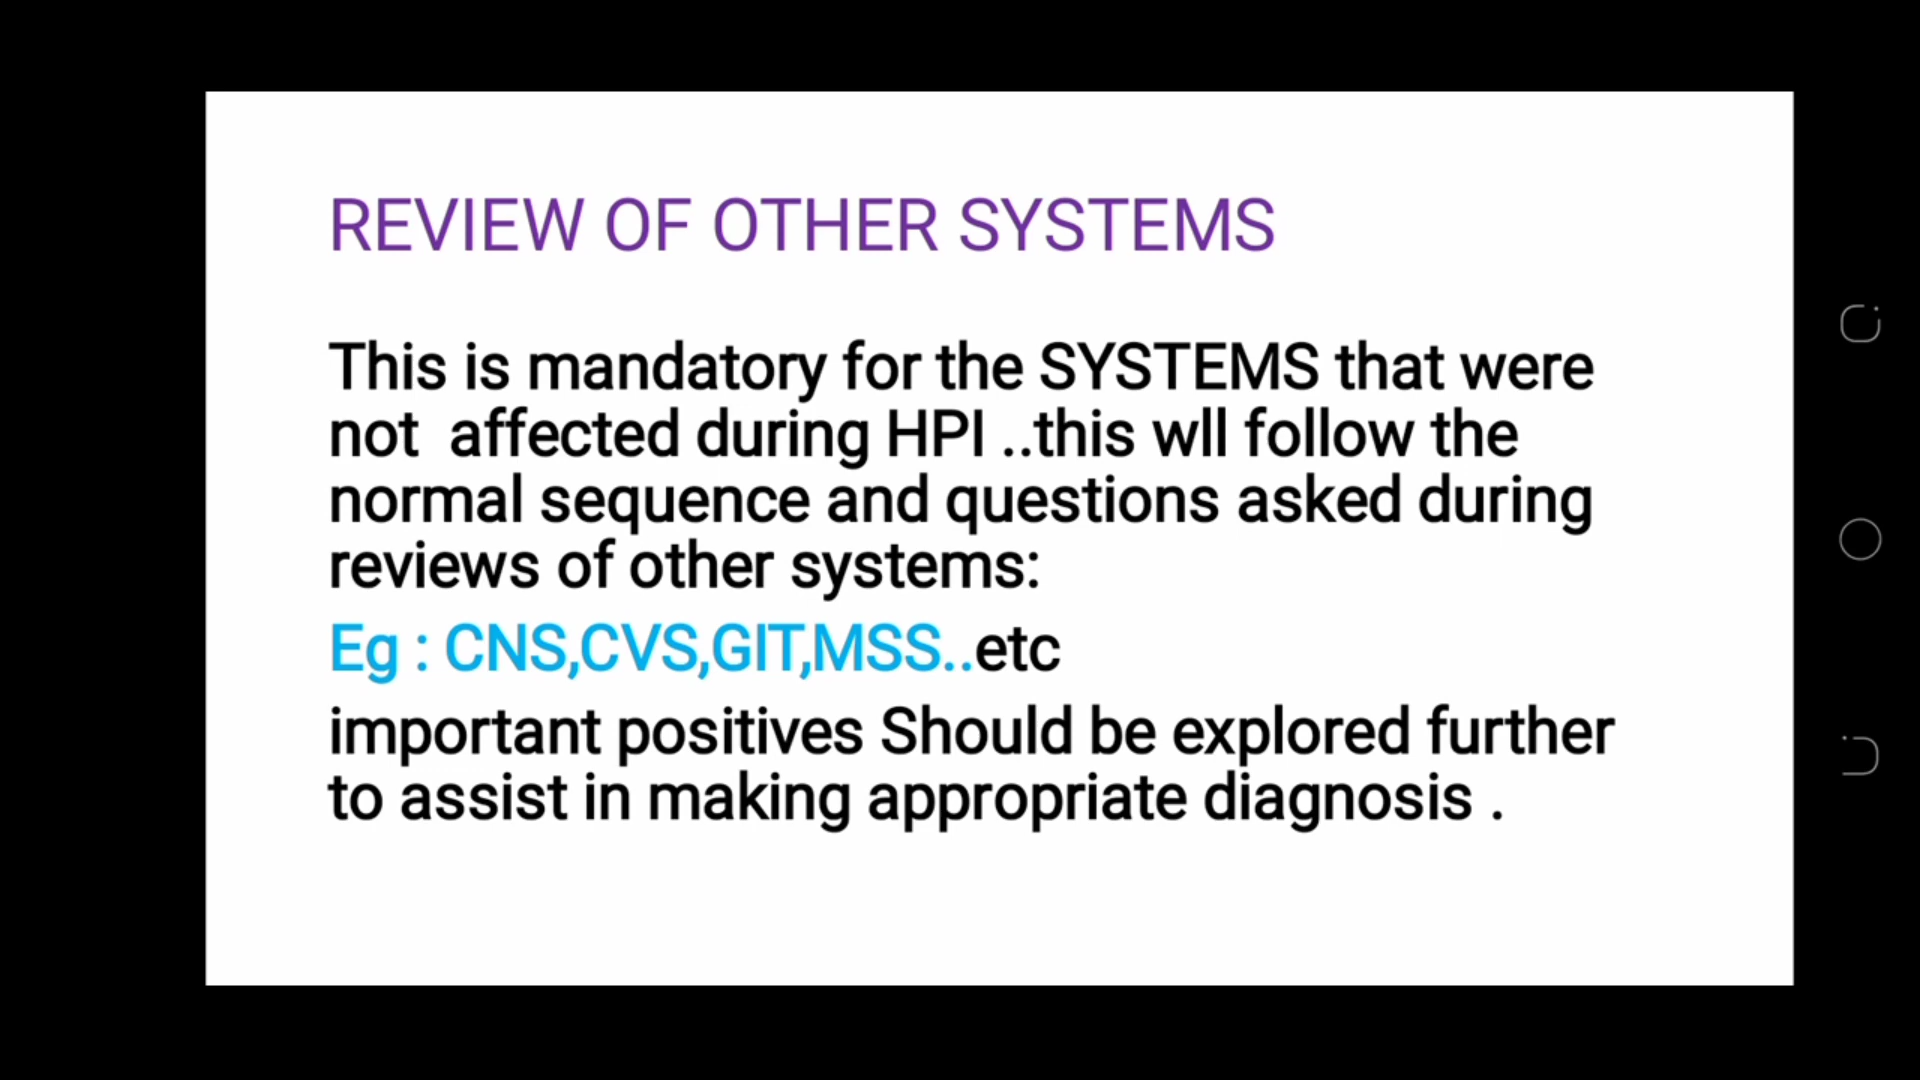 REVIEW OF OTHER SYSTEMS
This is mandatory for the SYSTEMS that were
not  affected during HPI ..this wll follow the
normal sequence and questions asked during
reviews of other systems:
Eg : CNS,CVS,GIT,MSS..etc
important positives Should be explored further
to assist in making appropriate diagnosis .